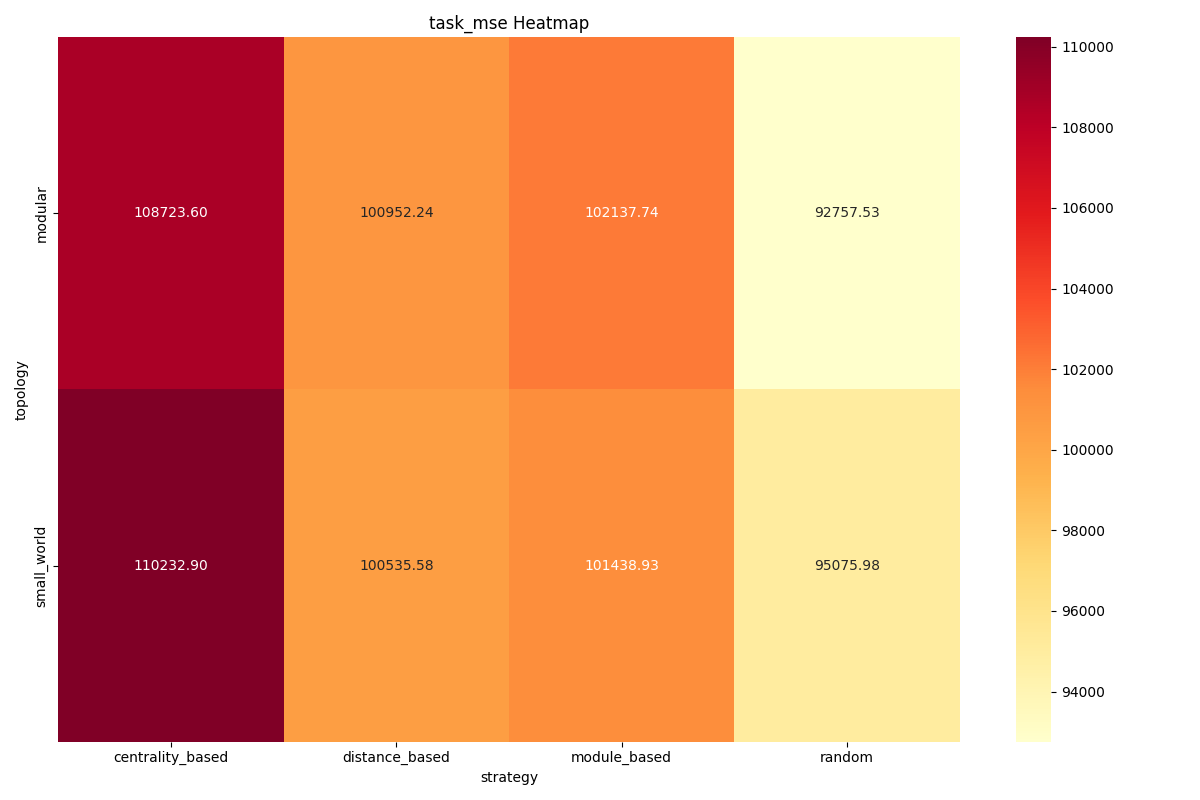 task_mse Heatmap
topology
modular
108723.60 100952.24 102137.74 92757.53
small_world
110232.90 100535.58 101438.93 95075.98
centrality_based distance_based module_based random
strategy
110000
108000
106000
104000
102000
100000
98000
96000
94000